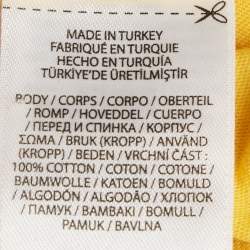 MADE IN TURKEY
FABRIQUÉ EN TURQUIE
HECHO EN TURQUÍA
TÜRKİYE'DE ÜRETİLMİŞTİR
BODY / CORPS / CORPO / OBERTEIL
/ ROMP / HOVEDDEL / CUERPO
/ ПЕРЕД И СПИНКА / КОРПУС /
ΣΩΜΑ / BRUK (KROPP) / ANVÄND
(KROPP) / BEDEN / VRCHNÍ ČÁST :
100% COTTON / COTON / COTONE /
BAUMWOLLE / KATOEN / BOMULD
/ ALGODÓN / ALGODÃO / ХЛОПОК
/ ПАМУК / BAMBAKI / BOMULL /
PAMUK / BAVLNA